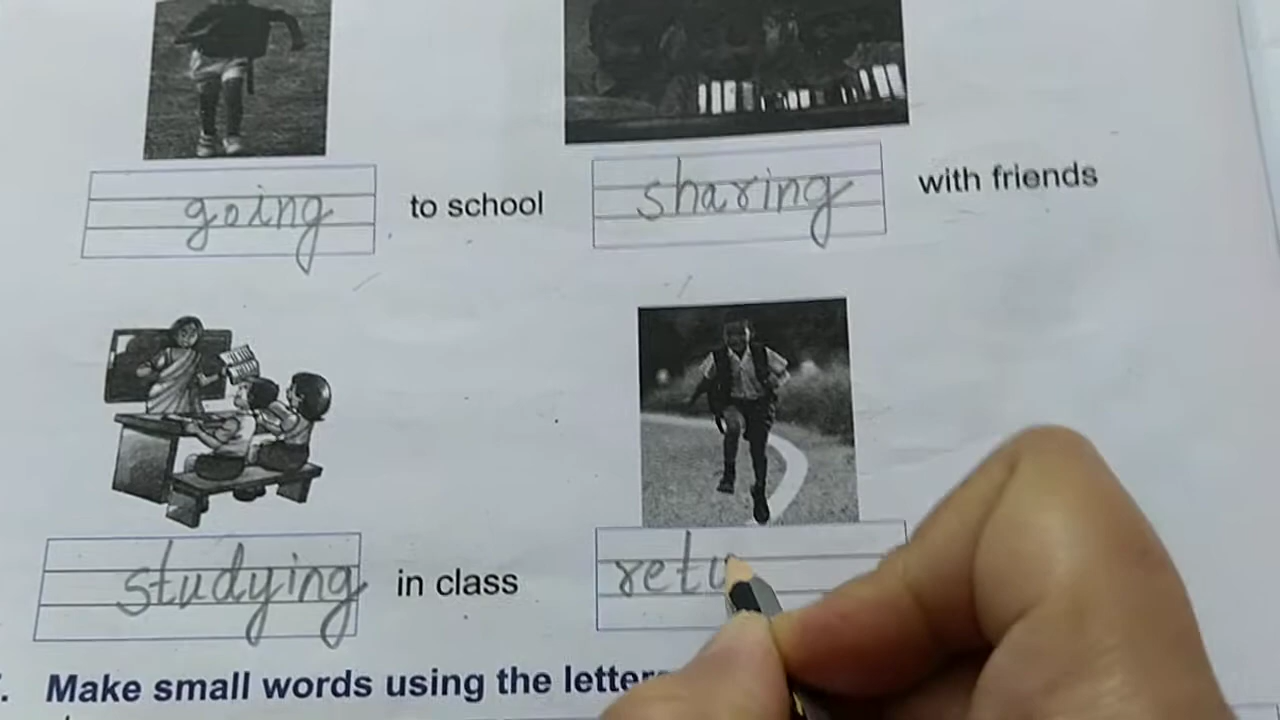 going to school
sharing with friends
studying in class
retu
. Make small words using the letter